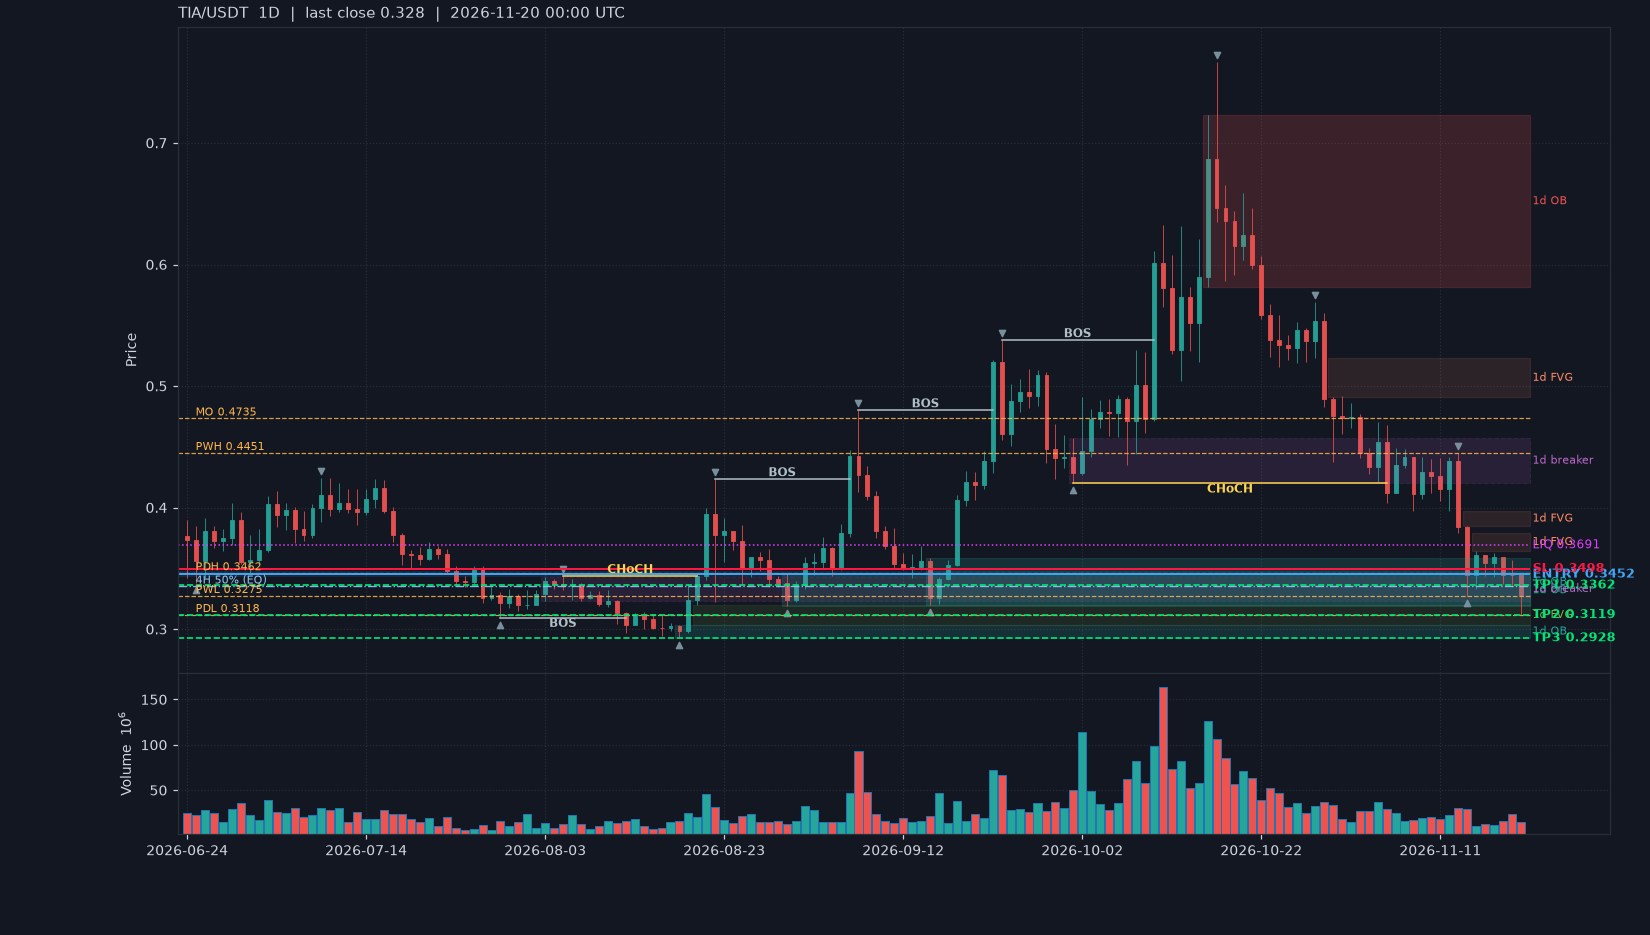 TIA/USDT 1D | last close 0.328 | 2026-11-20 00:00 UTC
0.7
0.6
0.5
0.4
0.3
Price
1d OB
BOS
1d FVG
BOS
MO 0.4735
PWH 0.4451
BOS
1d breaker
CHoCH
1d FVG
1d FVG
LIQ 0.3691
PDH 0.3462
CHoCH
SL 0.3498
ENTRY 0.3452
4H 50% (EQ)
TP1 0.3362
PWL 0.3275
PDL 0.3118
TP2 0.3119
BOS
1d OB
TP3 0.2928
150
100
50
Volume 10⁶
2026-06-24
2026-07-14
2026-08-03
2026-08-23
2026-09-12
2026-10-02
2026-10-22
2026-11-11